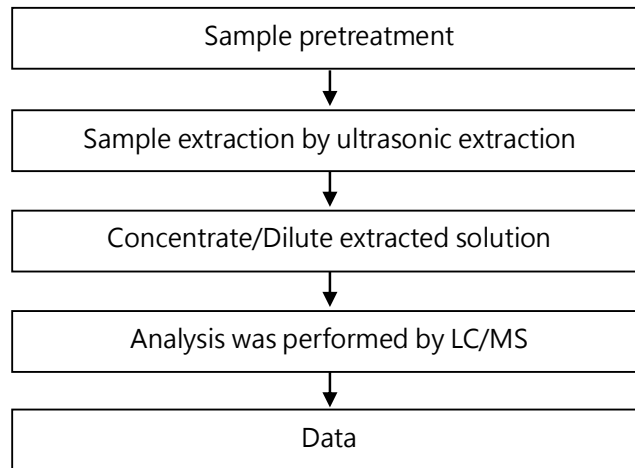 Sample pretreatment
Sample extraction by ultrasonic extraction
Concentrate/Dilute extracted solution
Analysis was performed by LC/MS
Data